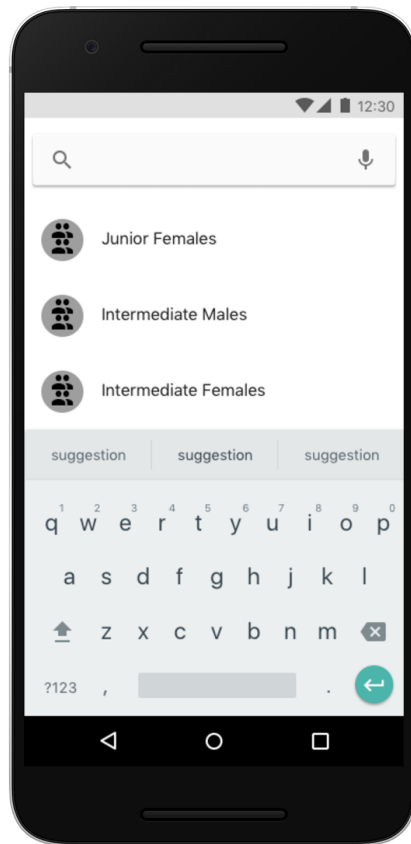 12:30
Junior Females
Intermediate Males
Intermediate Females
suggestion suggestion suggestion
1 2 3 4 5 6 7 8 9 0
q w e r t y u i o p
a s d f g h j k l
z x c v b n m
?123 , .